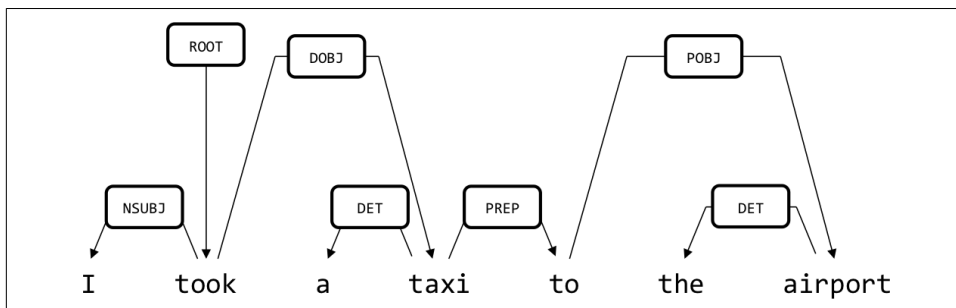 ROOT DOBJ POBJ
NSUBJ DET PREP DET
I took a taxi to the airport